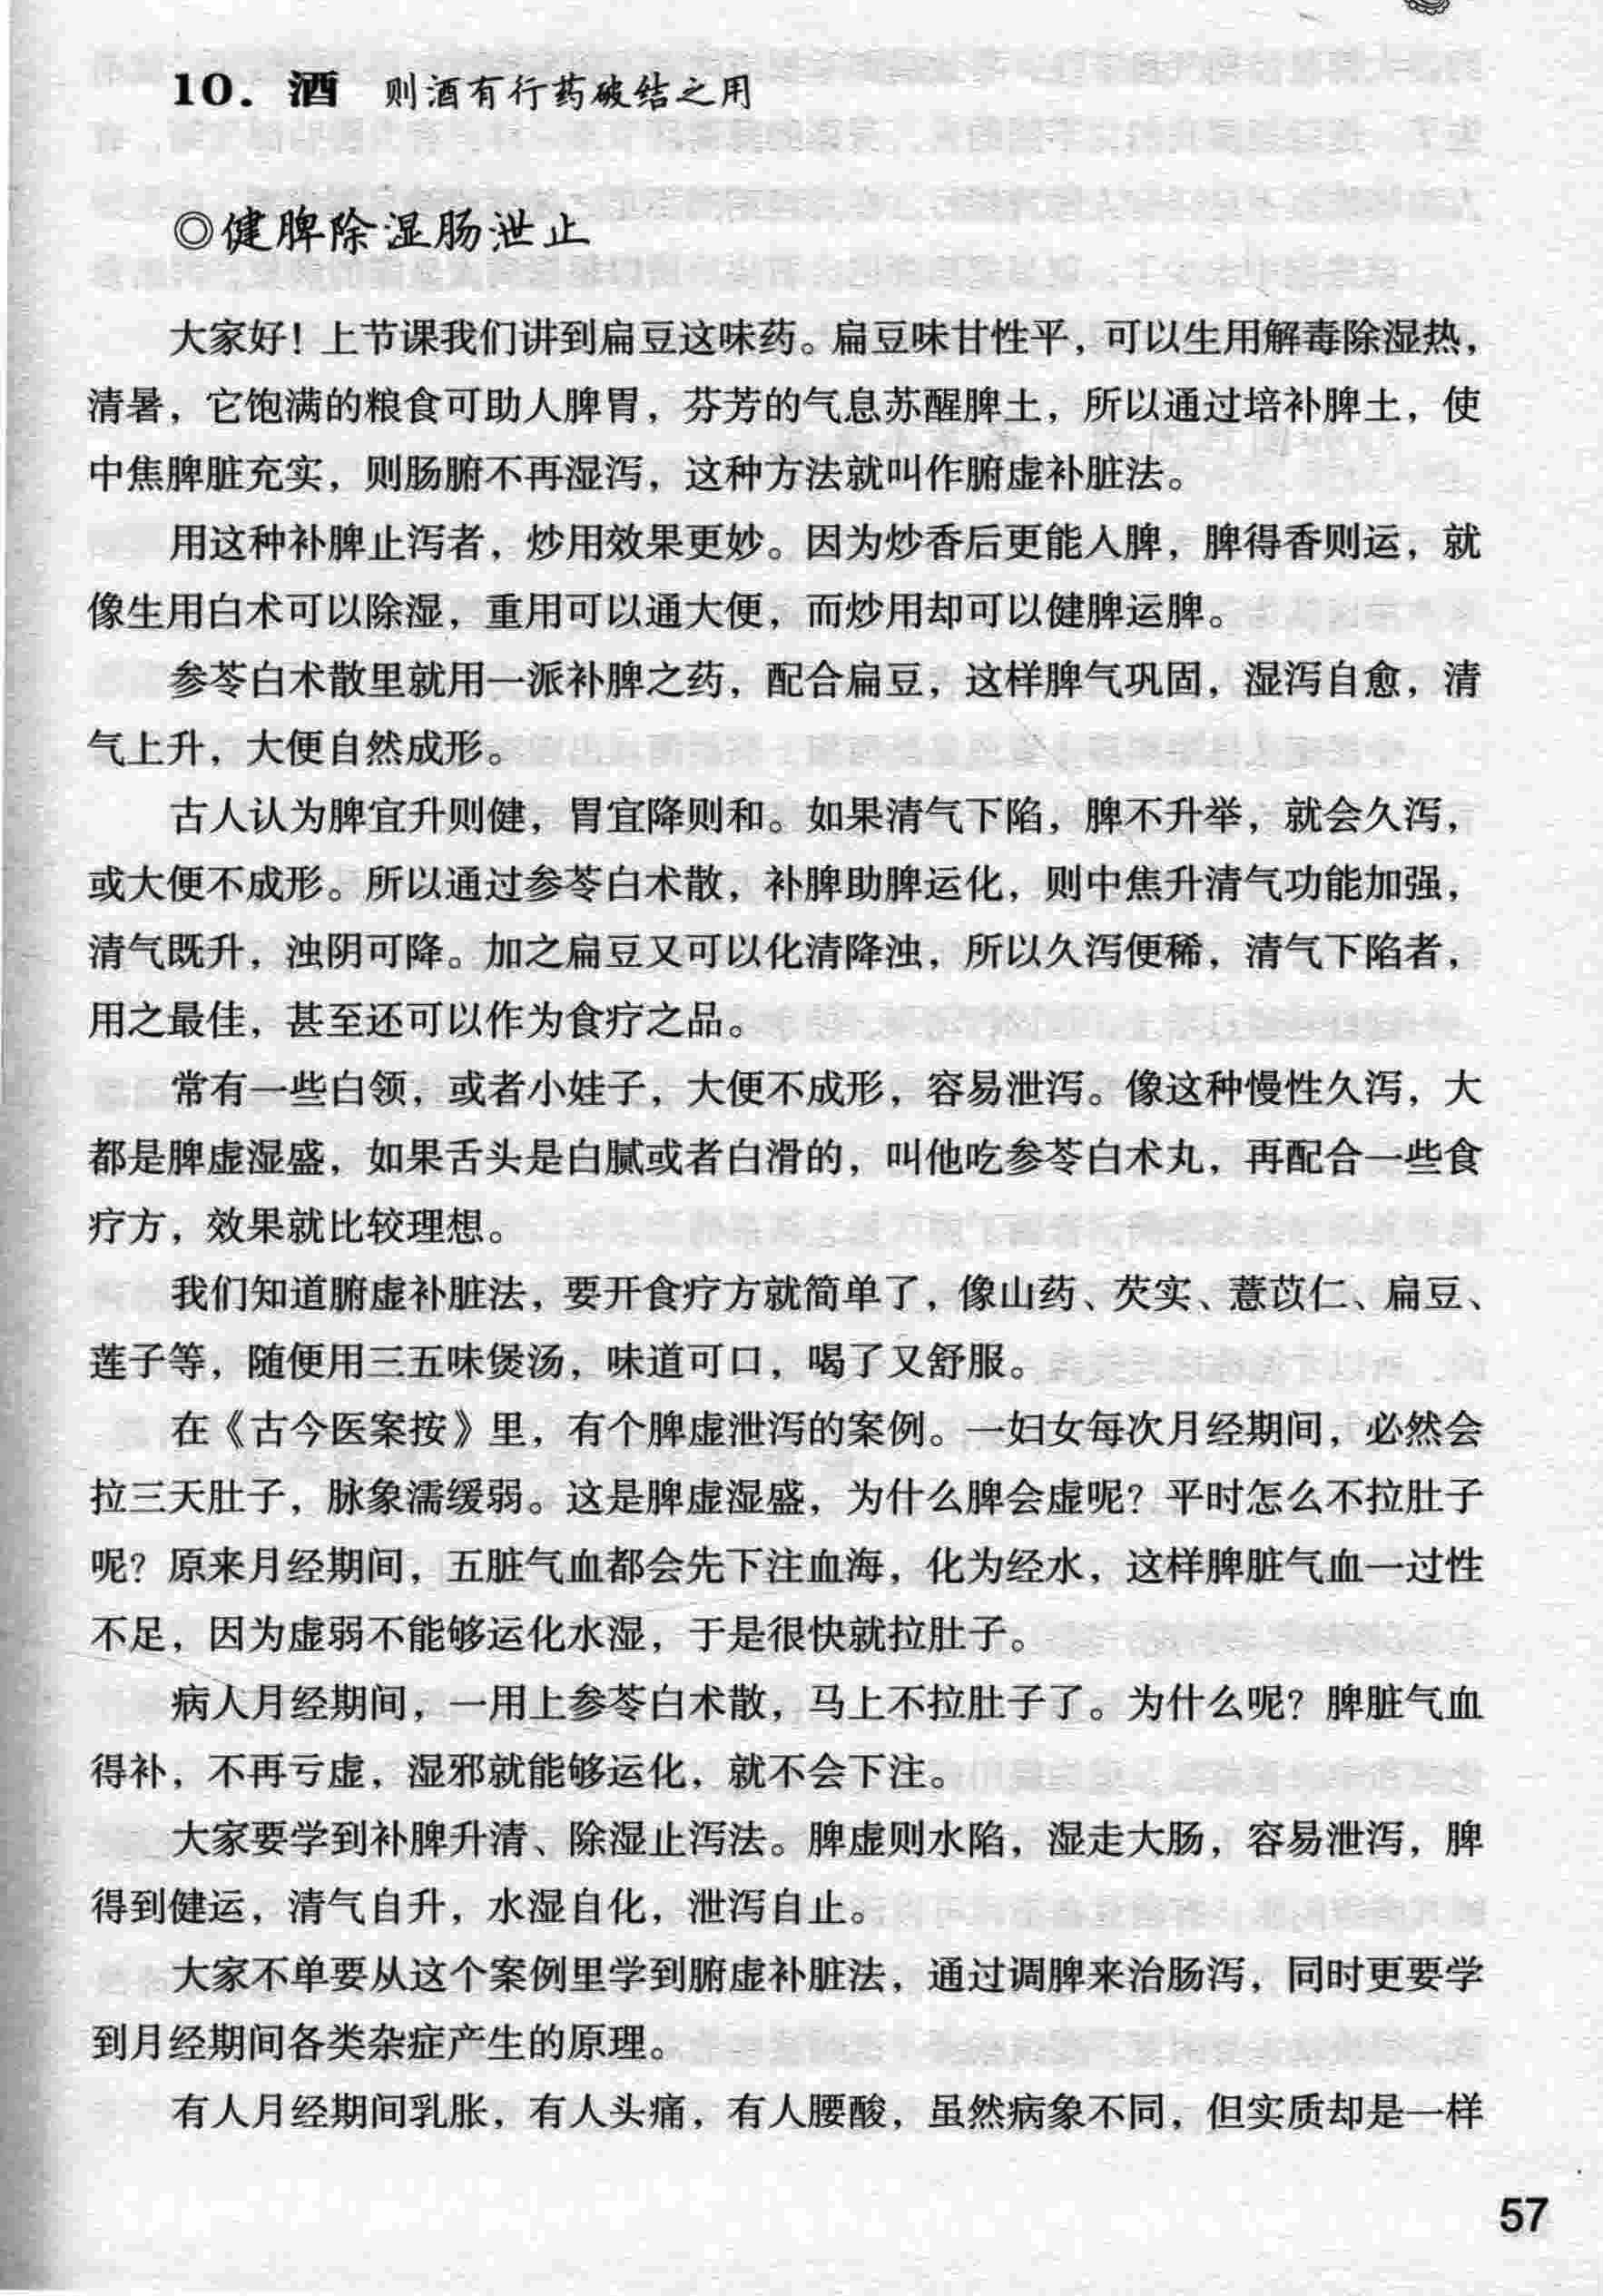 10. 酒 则酒有行药破结之用
◎健脾除湿肠泄止
大家好！上节课我们讲到扁豆这味药。扁豆味甘性平，可以生用解毒除湿热，
清暑，它饱满的粮食可助人脾胃，芬芳的气息苏醒脾土，所以通过培补脾土，使
中焦脾脏充实，则肠腑不再湿泻，这种方法就叫作腑虚补脏法。
用这种补脾止泻者，炒用效果更妙。因为炒香后更能入脾，脾得香则运，就
像生用白术可以除湿，重用可以通大便，而炒用却可以健脾运脾。
参苓白术散里就用一派补脾之药，配合扁豆，这样脾气巩固，湿泻自愈，清
气上升，大便自然成形。
古人认为脾宜升则健，胃宜降则和。如果清气下陷，脾不升举，就会久泻，
或大便不成形。所以通过参苓白术散，补脾助脾运化，则中焦升清气功能加强，
清气既升，浊阴可降。加之扁豆又可以化清降浊，所以久泻便稀，清气下陷者，
用之最佳，甚至还可以作为食疗之品。
常有一些白领，或者小娃子，大便不成形，容易泄泻。像这种慢性久泻，大
都是脾虚湿盛，如果舌头是白腻或者白滑的，叫他吃参苓白术丸，再配合一些食
疗方，效果就比较理想。
我们知道腑虚补脏法，要开食疗方就简单了，像山药、芡实、薏苡仁、扁豆、
莲子等，随便用三五味煲汤，味道可口，喝了又舒服。
在《古今医案按》里，有个脾虚泄泻的案例。一妇女每次月经期间，必然会
拉三天肚子，脉象濡缓弱。这是脾虚湿盛，为什么脾会虚呢？平时怎么不拉肚子
呢？原来月经期间，五脏气血都会先下注血海，化为经水，这样脾脏气血一过性
不足，因为虚弱不能够运化水湿，于是很快就拉肚子。
病人月经期间，一用上参苓白术散，马上不拉肚子了。为什么呢？脾脏气血
得补，不再亏虚，湿邪就能够运化，就不会下注。
大家要学到补脾升清、除湿止泻法。脾虚则水陷，湿走大肠，容易泄泻，脾
得到健运，清气自升，水湿自化，泄泻自止。
大家不单要从这个案例里学到腑虚补脏法，通过调脾来治肠泻，同时更要学
到月经期间各类杂症产生的原理。
有人月经期间乳胀，有人头痛，有人腰酸，虽然病象不同，但实质却是一样
57